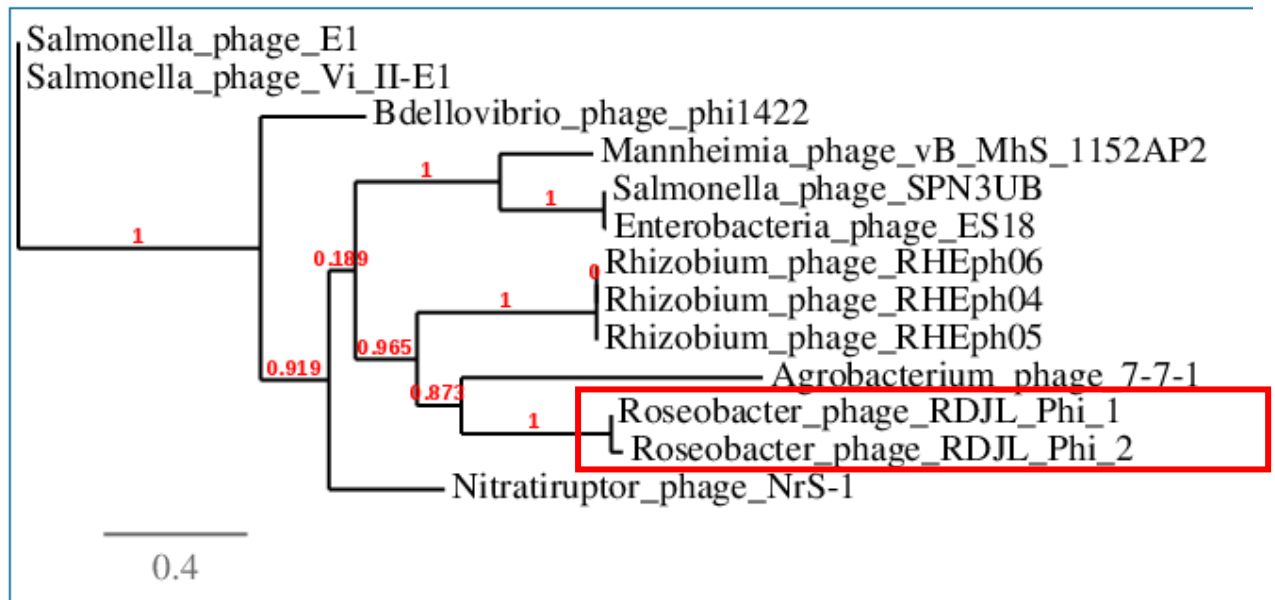 Salmonella_phage_E1
Salmonella_phage_Vi_II-E1
Bdellovibrio_phage_phi1422
Mannheimia_phage_vB_MhS_1152AP2
1
Salmonella_phage_SPN3UB
1
Enterobacteria_phage_ES18
1
0.189
Rhizobium_phage_RHEph06
0
Rhizobium_phage_RHEph04
1
Rhizobium_phage_RHEph05
0.965
0.919
Agrobacterium_phage_7-7-1
0.873
Roseobacter_phage_RDJL_Phi_1
1
Roseobacter_phage_RDJL_Phi_2
Nitratiruptor_phage_NrS-1
0.4